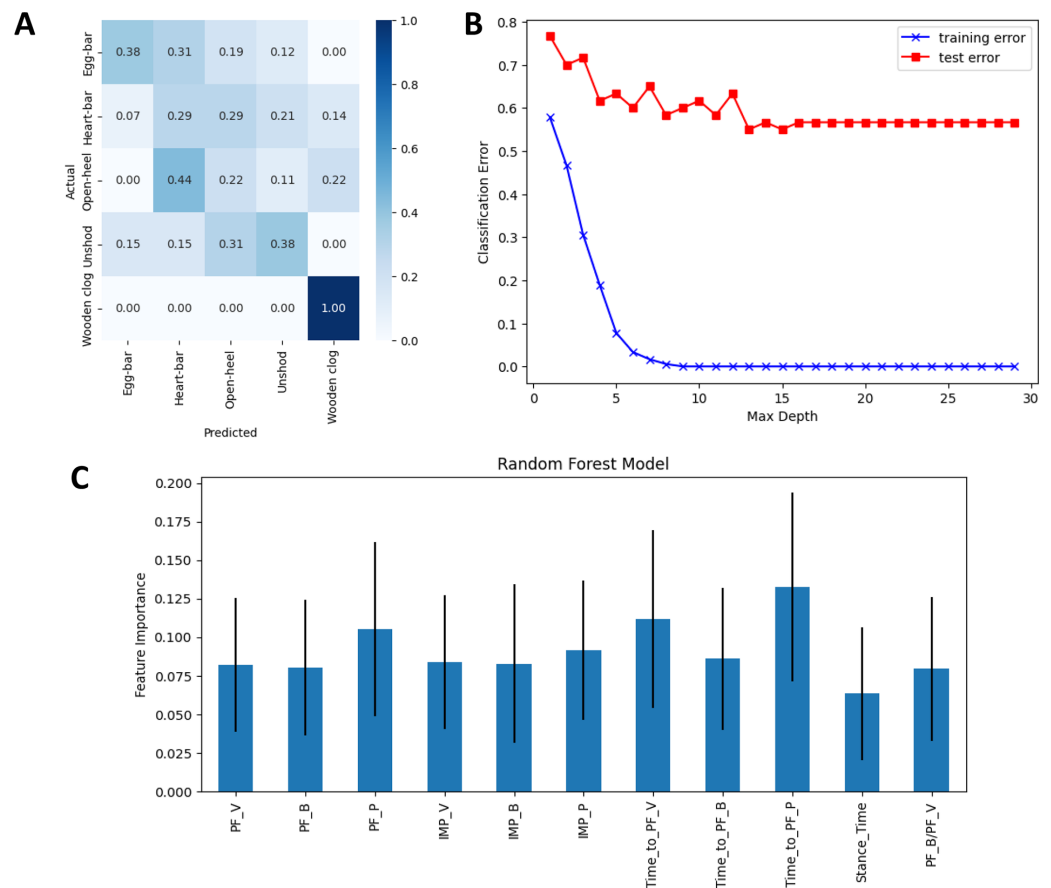 A
Egg-bar 0.38 0.31 0.19 0.12 0.00
Heart-bar 0.07 0.29 0.29 0.21 0.14
Open-heel 0.00 0.44 0.22 0.11 0.22
Unshod 0.15 0.15 0.31 0.38 0.00
Wooden clog 0.00 0.00 0.00 0.00 1.00
Actual
Egg-bar Heart-bar Open-heel Unshod Wooden clog
Predicted
1.0
0.8
0.6
0.4
0.2
0.0
B
training error
test error
0.8
0.7
0.6
0.5
0.4
0.3
0.2
0.1
0.0
Classification Error
0 5 10 15 20 25 30
Max Depth
C
Random Forest Model
0.200
0.175
0.150
0.125
0.100
0.075
0.050
0.025
0.000
Feature Importance
PF_V PF_B PF_P IMP_V IMP_B IMP_P Time_to_PF_V Time_to_PF_B Time_to_PF_P Stance_Time PF_B/PF_V